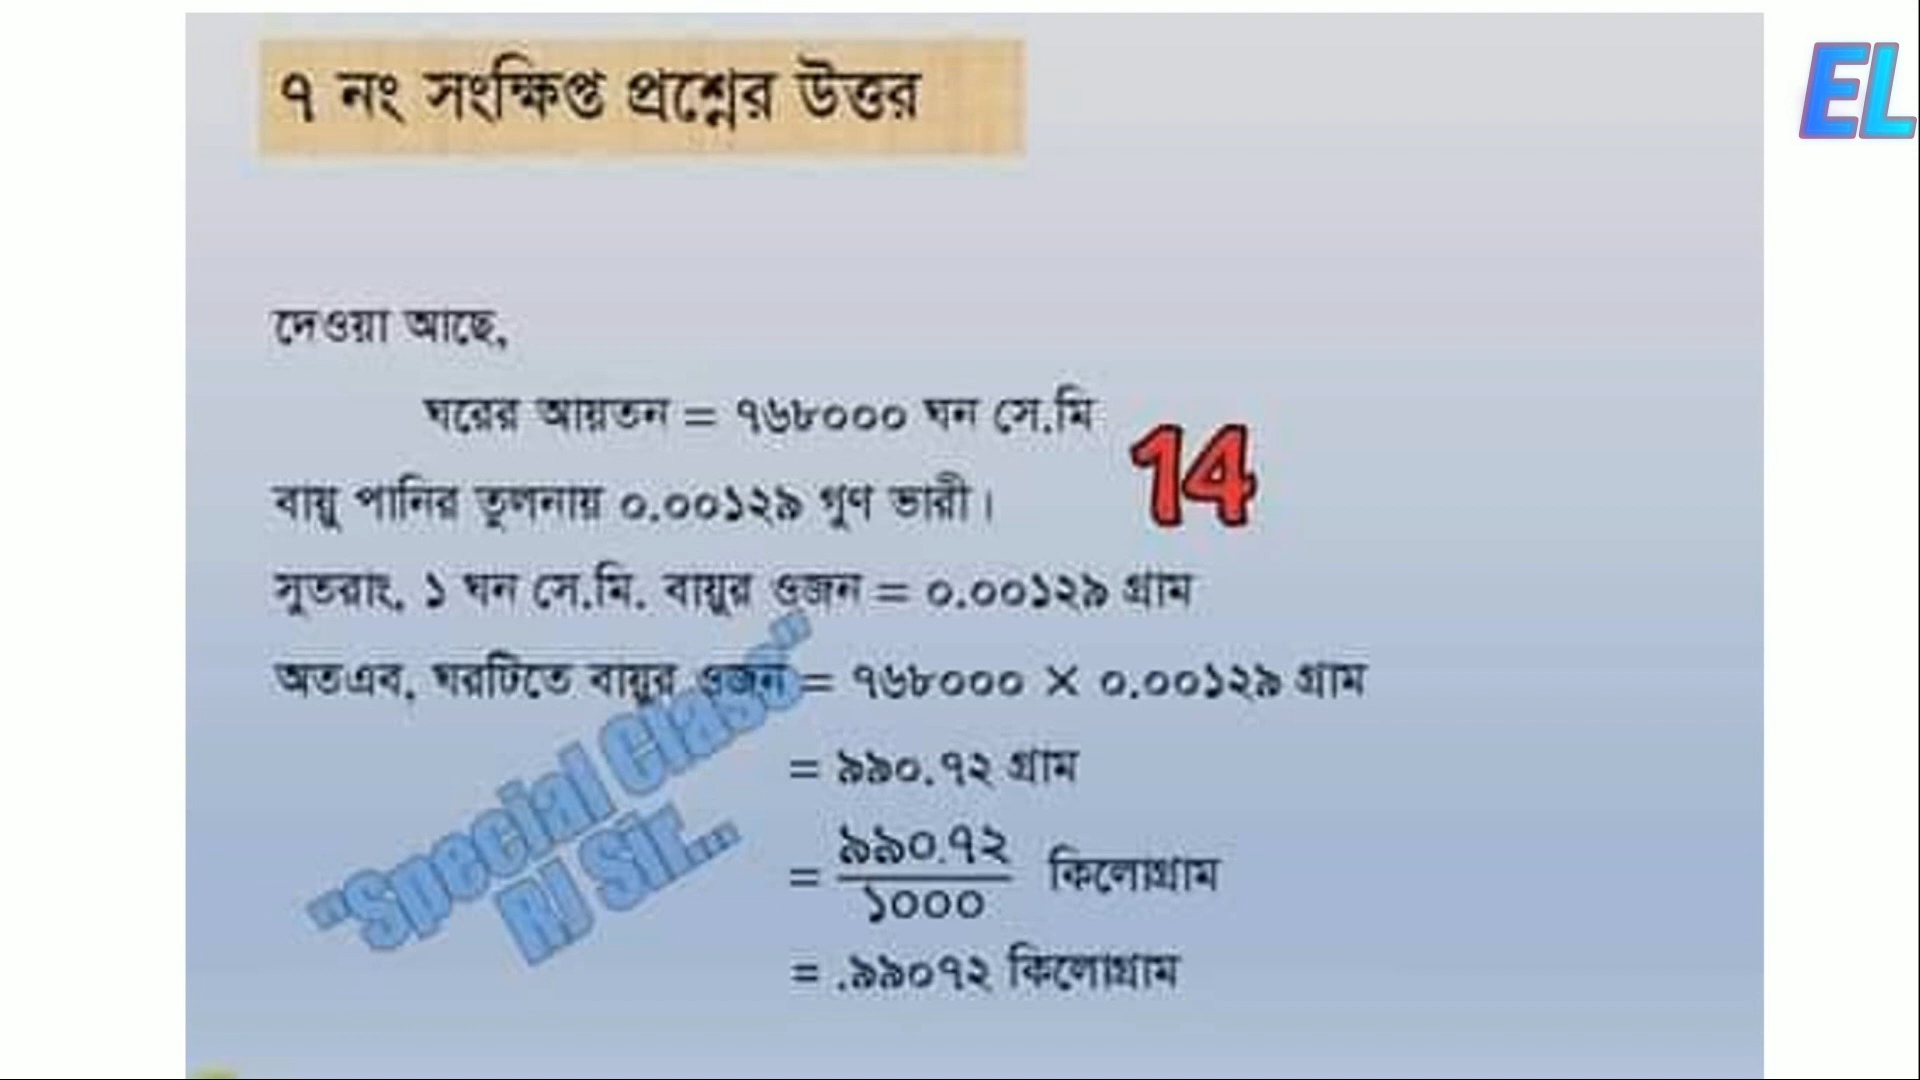 ৭ নং সংক্ষিপ্ত প্রশ্নের উত্তর
EL
দেওয়া আছে,
ঘরের আয়তন = ৭৬৮০০০ ঘন সে.মি
14
বায়ু পানির তুলনায় ০.০০১২৯ গুণ ভারী।
সুতরাং, ১ ঘন সে.মি. বায়ুর ওজন = ০.০০১২৯ গ্রাম
অতএব, ঘরটিতে বায়ুর ওজন = ৭৬৮০০০ × ০.০০১২৯ গ্রাম
= ৯৯০.৭২ গ্রাম
= ৯৯০.৭২ / ১০০০ কিলোগ্রাম
= .৯৯০৭২ কিলোগ্রাম
"Special Class"
RJ Sir...